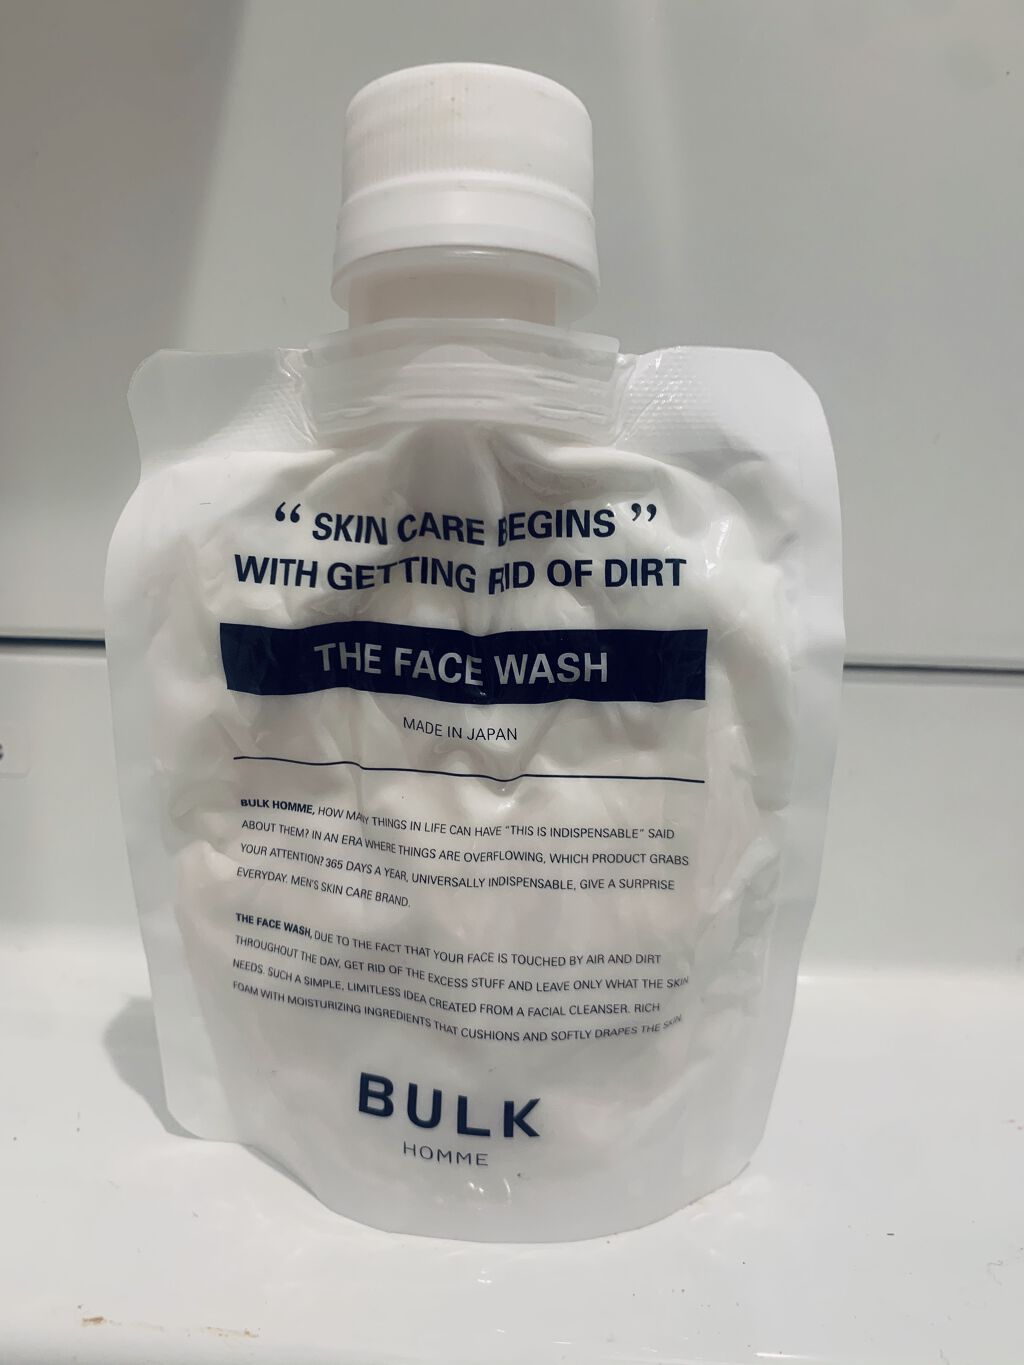 “ SKIN CARE BEGINS ”
WITH GETTING RID OF DIRT
THE FACE WASH
MADE IN JAPAN
BULK HOMME, HOW MANY THINGS IN LIFE CAN HAVE “THIS IS INDISPENSABLE” SAID
ABOUT THEM? IN AN ERA WHERE THINGS ARE OVERFLOWING, WHICH PRODUCT GRABS
YOUR ATTENTION? 365 DAYS A YEAR, UNIVERSALLY INDISPENSABLE, GIVE A SURPRISE
EVERYDAY. MEN'S SKIN CARE BRAND.
THE FACE WASH, DUE TO THE FACT THAT YOUR FACE IS TOUCHED BY AIR AND DIRT
THROUGHOUT THE DAY, GET RID OF THE EXCESS STUFF AND LEAVE ONLY WHAT THE SKIN
NEEDS. SUCH A SIMPLE, LIMITLESS IDEA CREATED FROM A FACIAL CLEANSER. RICH
FOAM WITH MOISTURIZING INGREDIENTS THAT CUSHIONS AND SOFTLY DRAPES THE SKIN.
BULK
HOMME